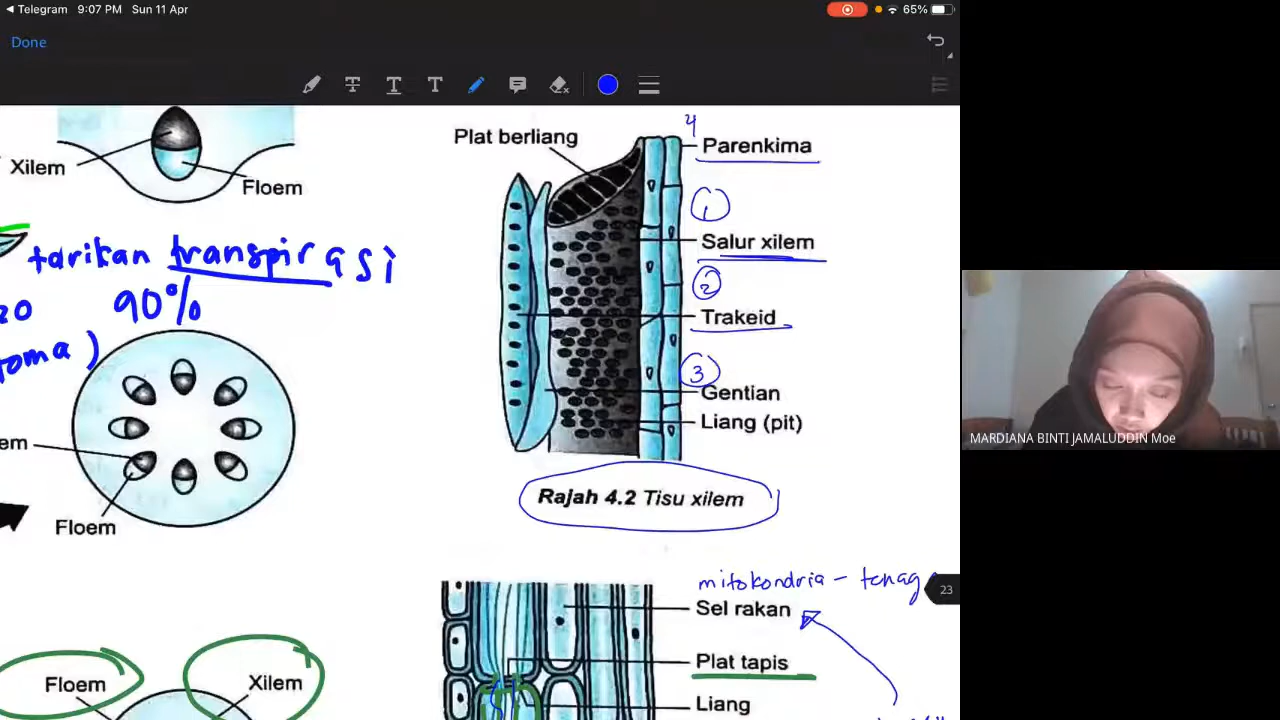 Telegram 9:07 PM Sun 11 Apr
65%
Done
Xilem
Floem
tarikan transpirasi
90%
Floem
Floem
Xilem
Plat berliang
4
Parenkima
1
Salur xilem
2
Trakeid
3
Gentian
Liang (pit)
Rajah 4.2 Tisu xilem
mitokondria - tenag
23
Sel rakan
Plat tapis
Liang
MARDIANA BINTI JAMALUDDIN Moe